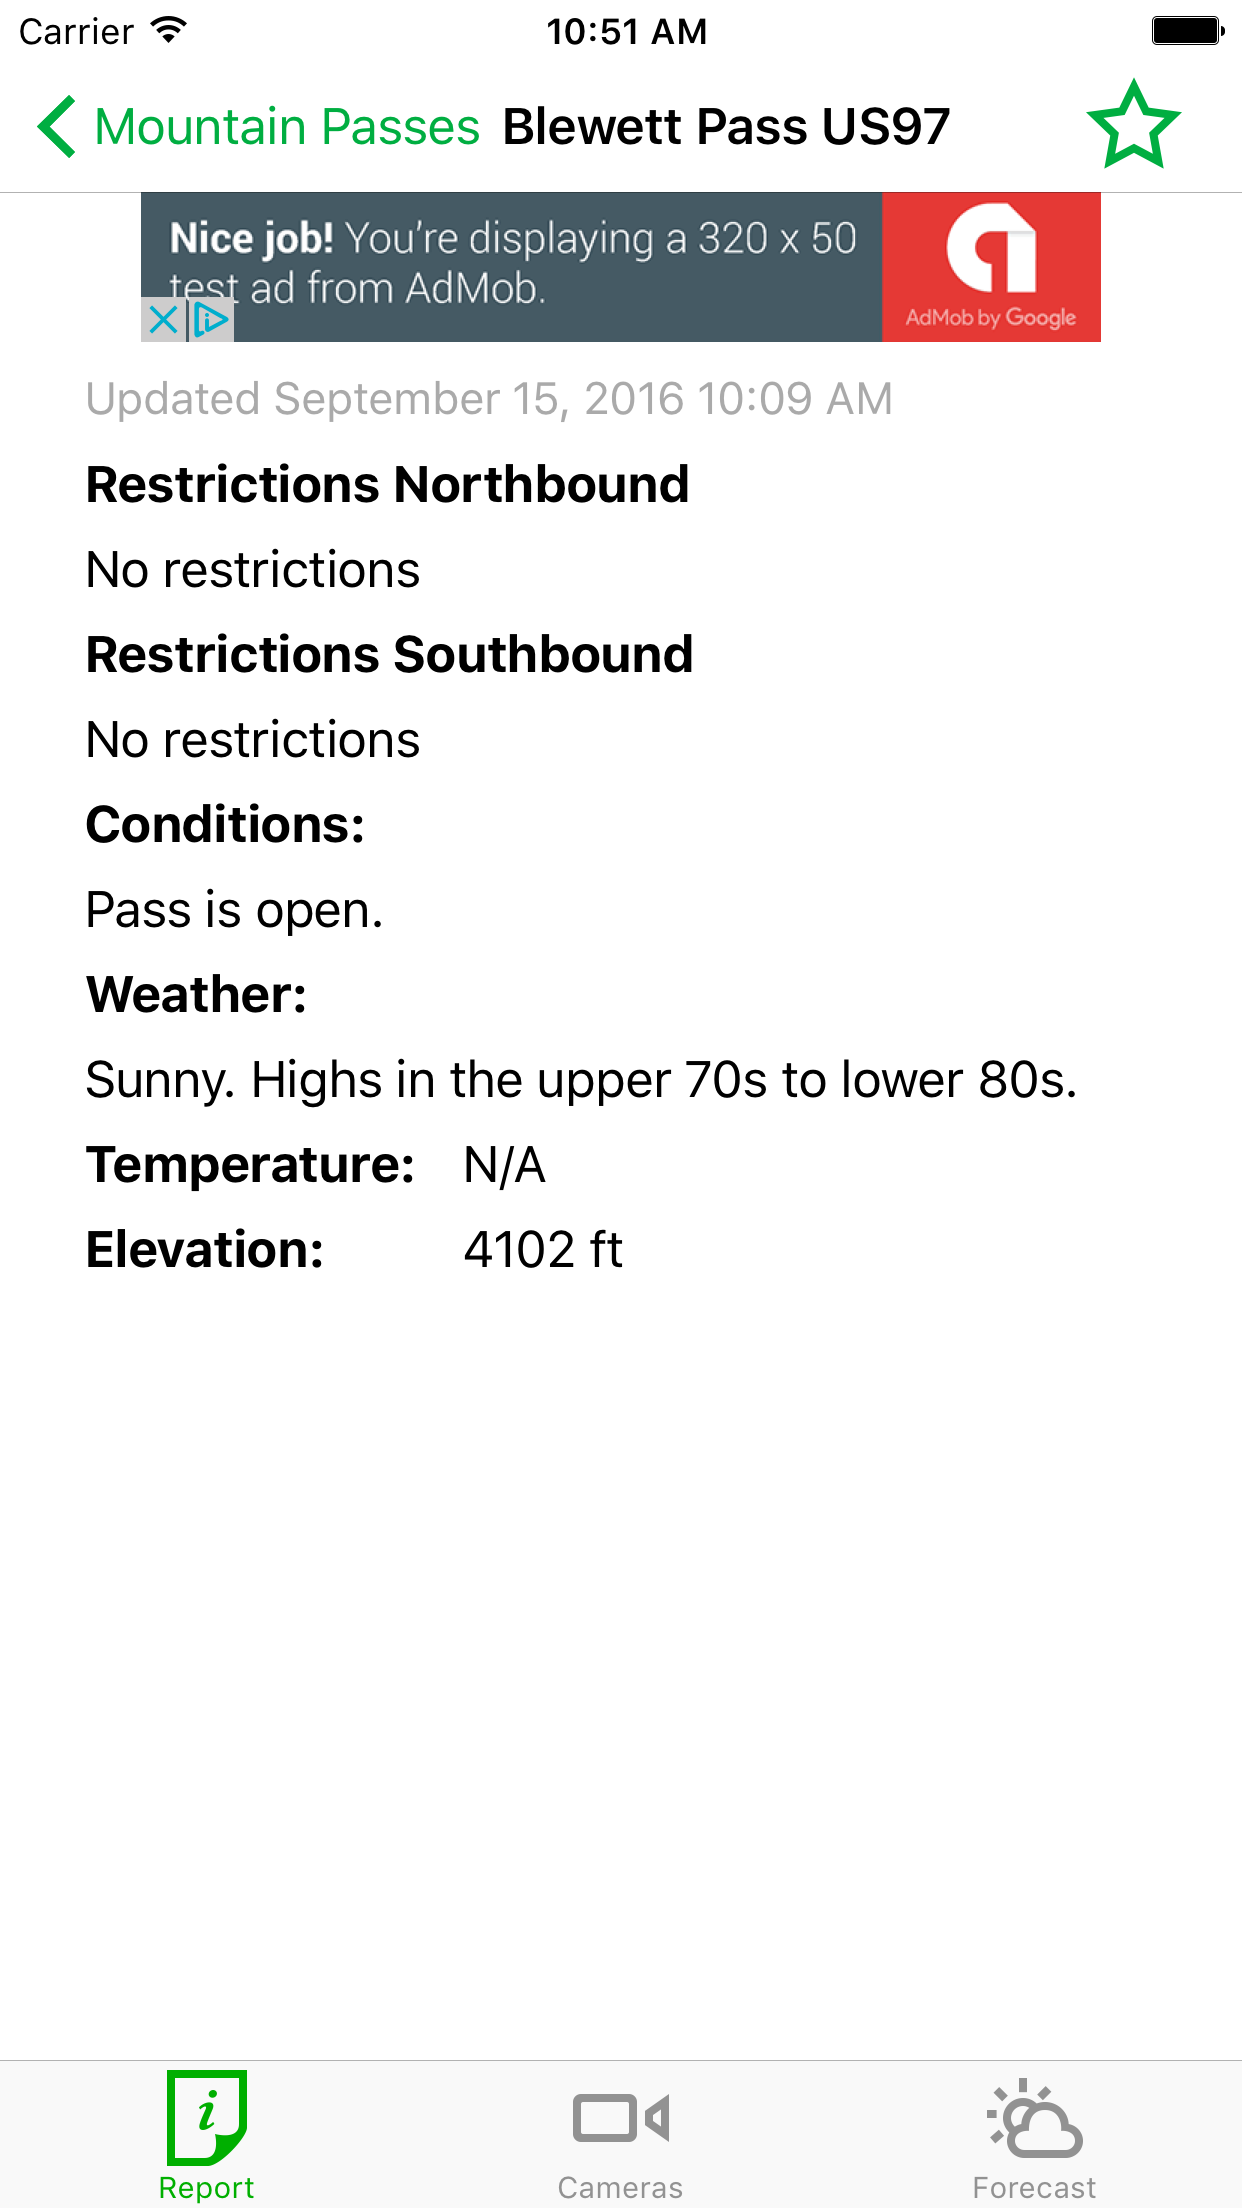 Carrier 10:51 AM
Mountain Passes Blewett Pass US97
Nice job! You're displaying a 320 x 50
test ad from AdMob.
AdMob by Google
Updated September 15, 2016 10:09 AM
Restrictions Northbound
No restrictions
Restrictions Southbound
No restrictions
Conditions:
Pass is open.
Weather:
Sunny. Highs in the upper 70s to lower 80s.
Temperature: N/A
Elevation: 4102 ft
Report Cameras Forecast